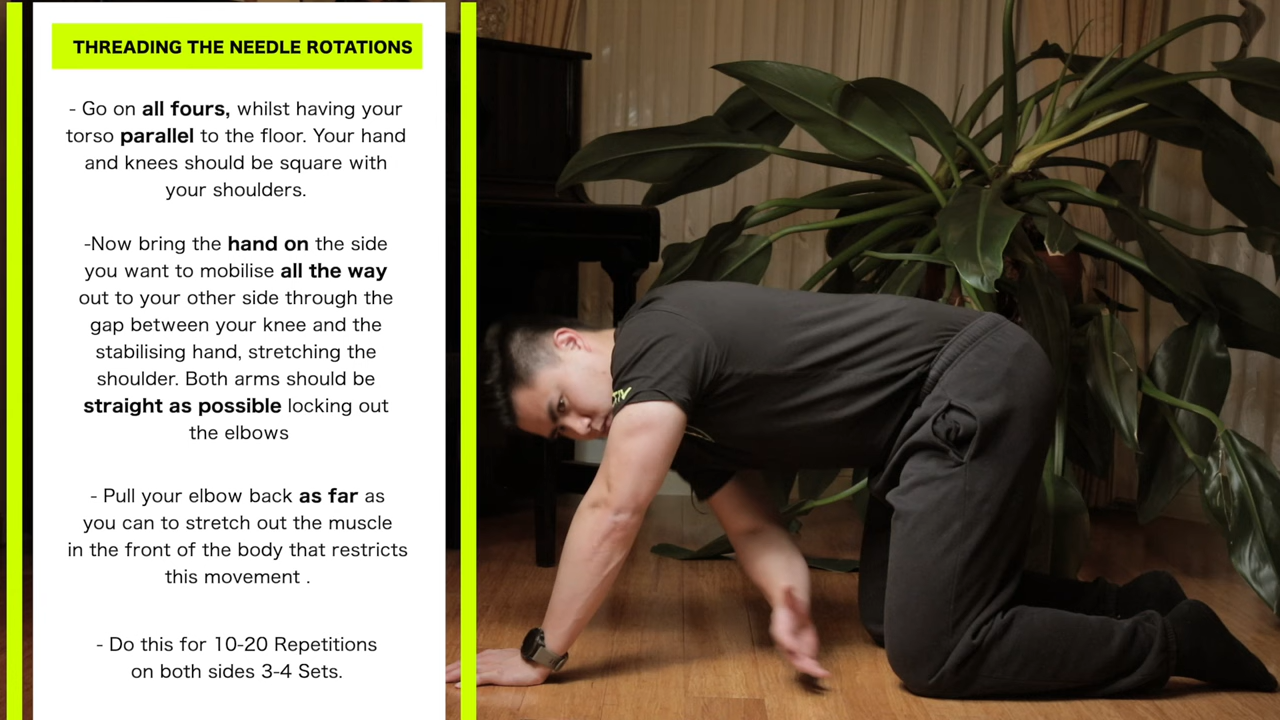 THREADING THE NEEDLE ROTATIONS
- Go on all fours, whilst having your
torso parallel to the floor. Your hand
and knees should be square with
your shoulders.
-Now bring the hand on the side
you want to mobilise all the way
out to your other side through the
gap between your knee and the
stabilising hand, stretching the
shoulder. Both arms should be
straight as possible locking out
the elbows
- Pull your elbow back as far as
you can to stretch out the muscle
in the front of the body that restricts
this movement .
- Do this for 10-20 Repetitions
on both sides 3-4 Sets.